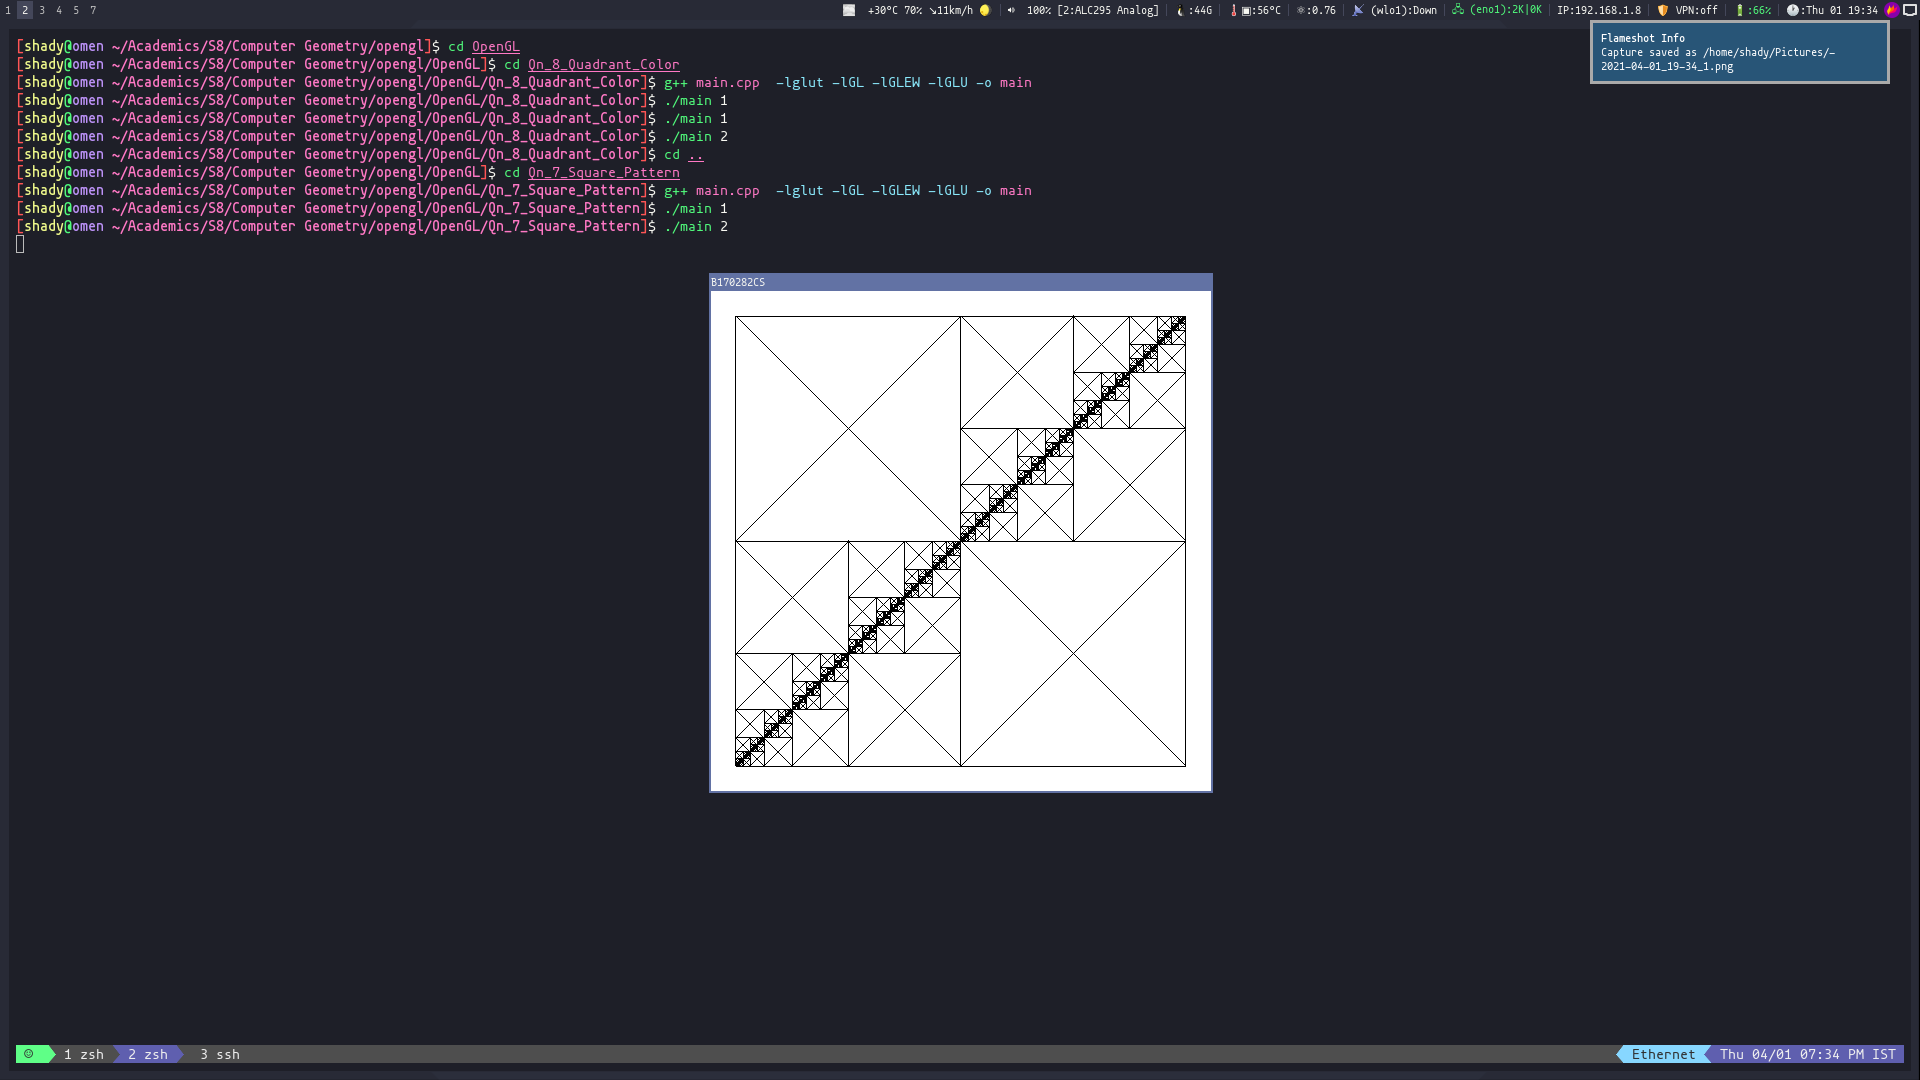 1 2 3 4 5 7 +30°C 70% ↘11km/h 100% [2:ALC295 Analog] :44G :56°C :0.76 (wlo1):Down (eno1):2K|0K IP:192.168.1.8 VPN:off :66% :Thu 01 19:34
Flameshot Info
Capture saved as /home/shady/Pictures/–
2021-04-01_19-34_1.png
[shady@omen ~/Academics/S8/Computer Geometry/opengl]$ cd OpenGL
[shady@omen ~/Academics/S8/Computer Geometry/opengl/OpenGL]$ cd Qn_8_Quadrant_Color
[shady@omen ~/Academics/S8/Computer Geometry/opengl/OpenGL/Qn_8_Quadrant_Color]$ g++ main.cpp  -lglut -lGL -lGLEW -lGLU -o main
[shady@omen ~/Academics/S8/Computer Geometry/opengl/OpenGL/Qn_8_Quadrant_Color]$ ./main 1
[shady@omen ~/Academics/S8/Computer Geometry/opengl/OpenGL/Qn_8_Quadrant_Color]$ ./main 1
[shady@omen ~/Academics/S8/Computer Geometry/opengl/OpenGL/Qn_8_Quadrant_Color]$ ./main 2
[shady@omen ~/Academics/S8/Computer Geometry/opengl/OpenGL/Qn_8_Quadrant_Color]$ cd ..
[shady@omen ~/Academics/S8/Computer Geometry/opengl/OpenGL]$ cd Qn_7_Square_Pattern
[shady@omen ~/Academics/S8/Computer Geometry/opengl/OpenGL/Qn_7_Square_Pattern]$ g++ main.cpp  -lglut -lGL -lGLEW -lGLU -o main
[shady@omen ~/Academics/S8/Computer Geometry/opengl/OpenGL/Qn_7_Square_Pattern]$ ./main 1
[shady@omen ~/Academics/S8/Computer Geometry/opengl/OpenGL/Qn_7_Square_Pattern]$ ./main 2
B170282CS
1 zsh 2 zsh 3 ssh Ethernet Thu 04/01 07:34 PM IST